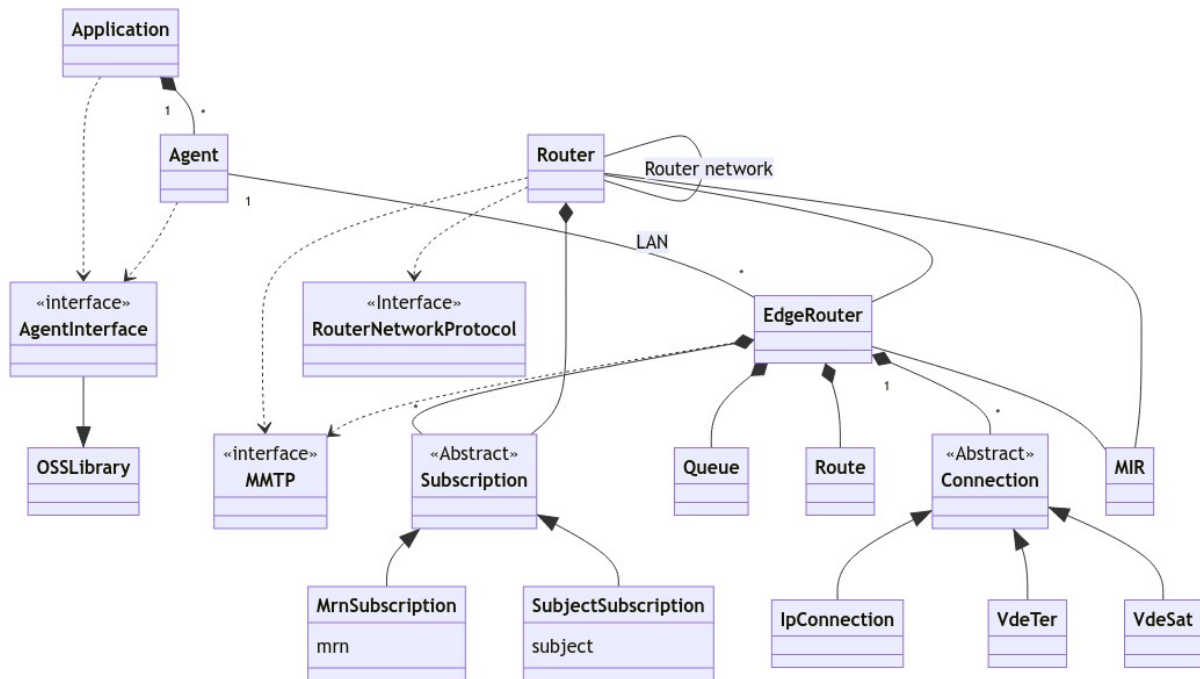 Application
1
*
Agent
Router
Router network
1
LAN
*
«interface»
AgentInterface
«Interface»
RouterNetworkProtocol
EdgeRouter
*
1
*
OSSLibrary
«interface»
MMTP
«Abstract»
Subscription
Queue
Route
«Abstract»
Connection
MIR
MrnSubscription
mrn
SubjectSubscription
subject
IpConnection
VdeTer
VdeSat